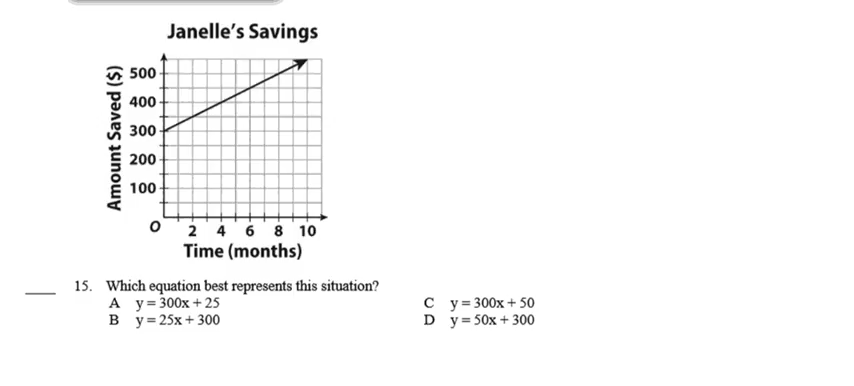 Janelle's Savings
Amount Saved ($)
500
400
300
200
100
O 2 4 6 8 10
Time (months)
____ 15. Which equation best represents this situation?
A y = 300x + 25
B y = 25x + 300
C y = 300x + 50
D y = 50x + 300